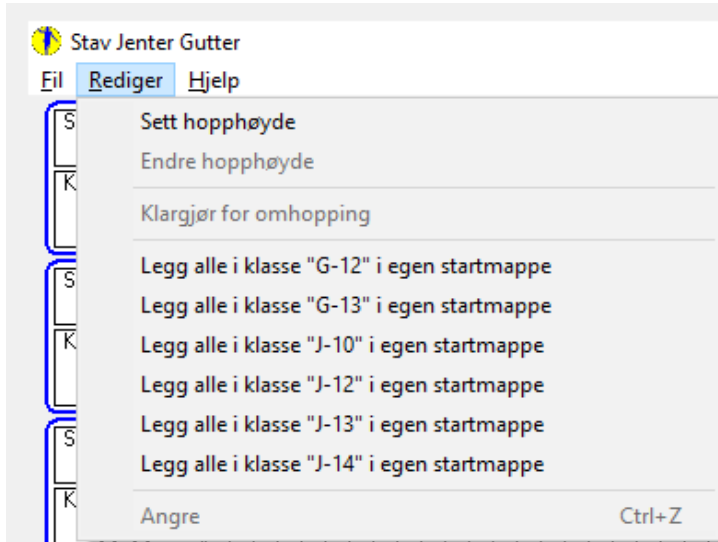 Stav Jenter Gutter
Fil Rediger Hjelp
S
Sett hopphøyde
Endre hopphøyde
K
Klargjør for omhopping
Legg alle i klasse "G-12" i egen startmappe
S
Legg alle i klasse "G-13" i egen startmappe
K
Legg alle i klasse "J-10" i egen startmappe
Legg alle i klasse "J-12" i egen startmappe
Legg alle i klasse "J-13" i egen startmappe
S
Legg alle i klasse "J-14" i egen startmappe
K
Angre Ctrl+Z